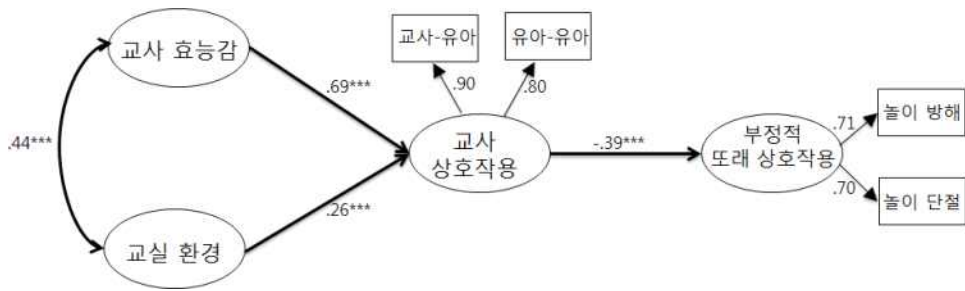 교사-유아
유아-유아
교사 효능감
.90
.80
.69***
놀이 방해
.44***
교사
상호작용
-.39***
부정적
또래 상호작용
.71
.70
놀이 단절
.26***
교실 환경